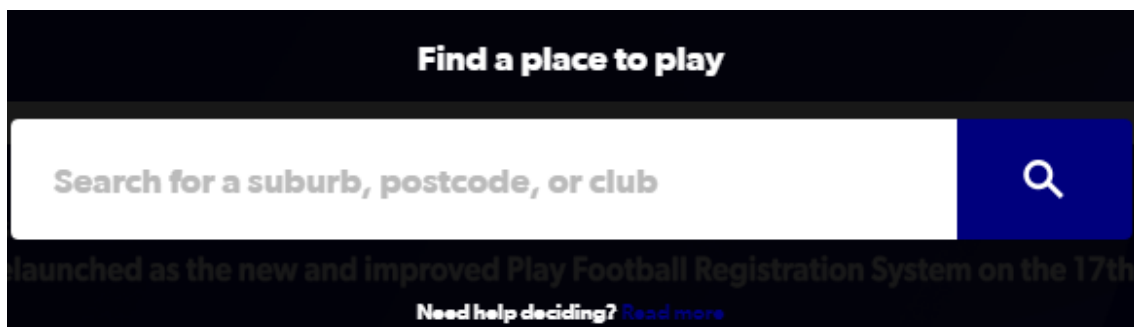 Find a place to play
Search for a suburb, postcode, or club
elaunched as the new and improved Play Football Registration System on the 17th
Need help deciding? Read more